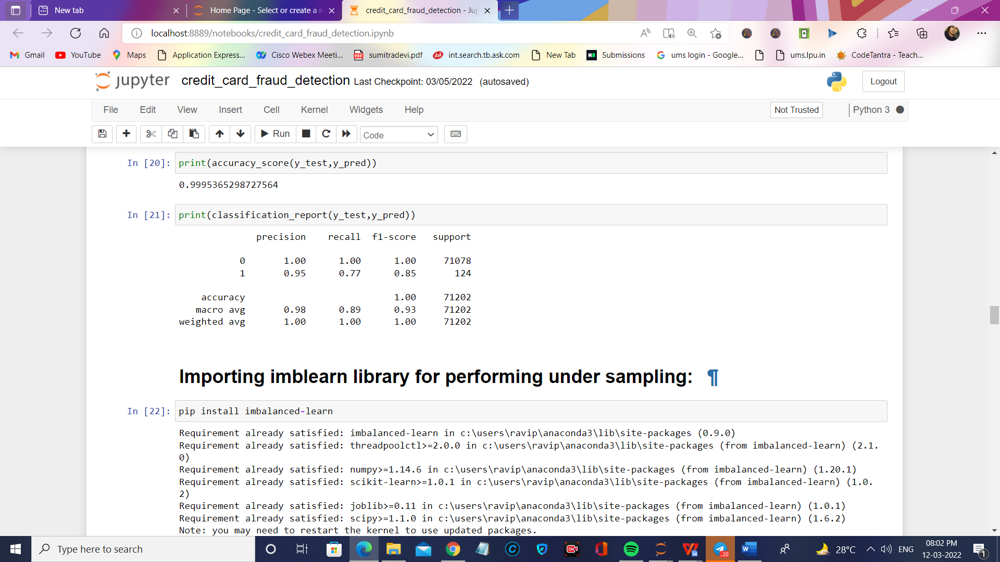 New tab
Home Page - Select or create a n
credit_card_fraud_detection - Jup
localhost:8889/notebooks/credit_card_fraud_detection.ipynb
Gmail YouTube Maps Application Express... Cisco Webex Meeti... sumitradevi.pdf int.search.tb.ask.com New Tab Submissions ums login - Google... ums.lpu.in CodeTantra - Teach...
jupyter credit_card_fraud_detection Last Checkpoint: 03/05/2022 (autosaved) Logout
File Edit View Insert Cell Kernel Widgets Help Not Trusted Python 3
Run Code
In [20]: print(accuracy_score(y_test,y_pred))
0.9995365298727564
In [21]: print(classification_report(y_test,y_pred))
precision recall f1-score support
0 1.00 1.00 1.00 71078
1 0.95 0.77 0.85 124
accuracy 1.00 71202
macro avg 0.98 0.89 0.93 71202
weighted avg 1.00 1.00 1.00 71202
Importing imblearn library for performing under sampling: ¶
In [22]: pip install imbalanced-learn
Requirement already satisfied: imbalanced-learn in c:\users\ravip\anaconda3\lib\site-packages (0.9.0)
Requirement already satisfied: threadpoolctl>=2.0.0 in c:\users\ravip\anaconda3\lib\site-packages (from imbalanced-learn) (2.1.
0)
Requirement already satisfied: numpy>=1.14.6 in c:\users\ravip\anaconda3\lib\site-packages (from imbalanced-learn) (1.20.1)
Requirement already satisfied: scikit-learn>=1.0.1 in c:\users\ravip\anaconda3\lib\site-packages (from imbalanced-learn) (1.0.
2)
Requirement already satisfied: joblib>=0.11 in c:\users\ravip\anaconda3\lib\site-packages (from imbalanced-learn) (1.0.1)
Requirement already satisfied: scipy>=1.1.0 in c:\users\ravip\anaconda3\lib\site-packages (from imbalanced-learn) (1.6.2)
Note: you may need to restart the kernel to use updated packages.
Type here to search
28°C
ENG
08:02 PM
12-03-2022
1